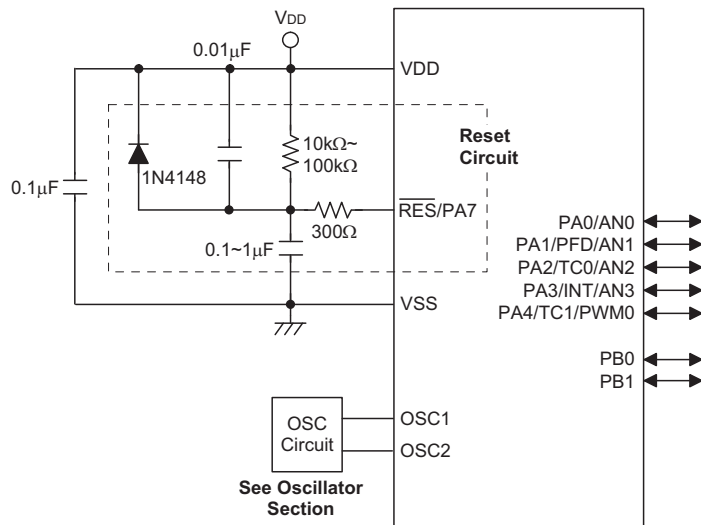 VDD
0.01μF
VDD
Reset
Circuit
10kΩ~
100kΩ
1N4148
0.1μF
RES/PA7
300Ω
0.1~1μF
VSS
PA0/AN0
PA1/PFD/AN1
PA2/TC0/AN2
PA3/INT/AN3
PA4/TC1/PWM0
PB0
PB1
OSC
Circuit
OSC1
OSC2
See Oscillator
Section